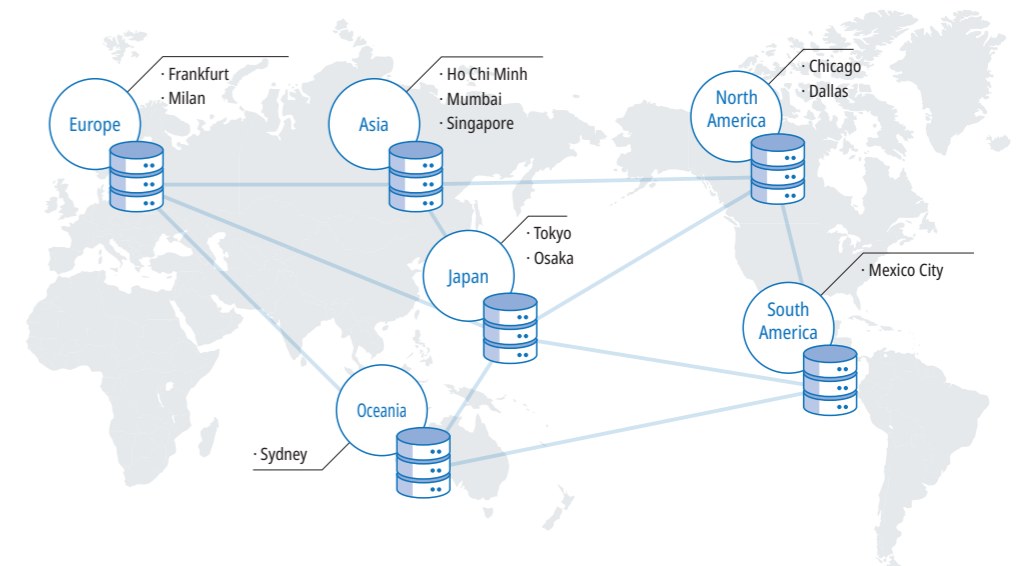 Europe
· Frankfurt
· Milan
Asia
· Ho Chi Minh
· Mumbai
· Singapore
North
America
· Chicago
· Dallas
Japan
· Tokyo
· Osaka
South
America
· Mexico City
Oceania
· Sydney